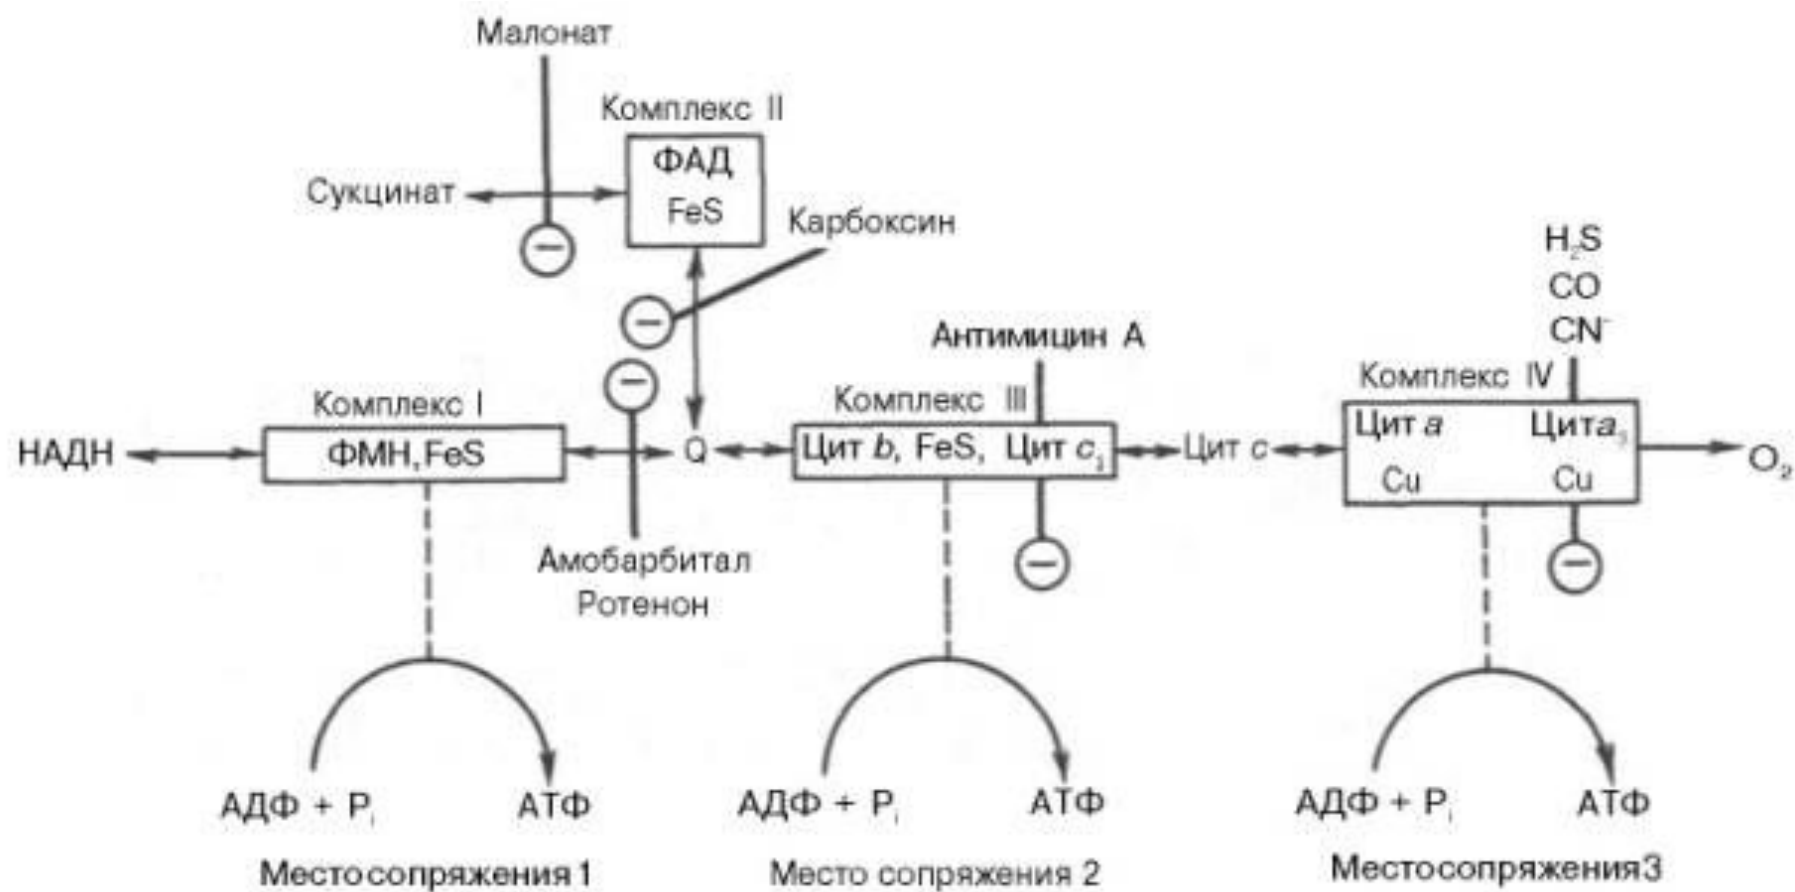 Малонат
Комплекс II
ФАД
FeS
Сукцинат
Карбоксин
H₂S
CO
CN⁻
Антимицин А
Комплекс I
Комплекс III
Комплекс IV
НАДН
ФМН, FeS
Q
Цит b, FeS, Цит c₁
Цит c
Цит a Цит a₃
Cu Cu
O₂
Амобарбитал
Ротенон
АДФ + Pᵢ АТФ
АДФ + Pᵢ АТФ
АДФ + Pᵢ АТФ
Место сопряжения 1
Место сопряжения 2
Место сопряжения 3